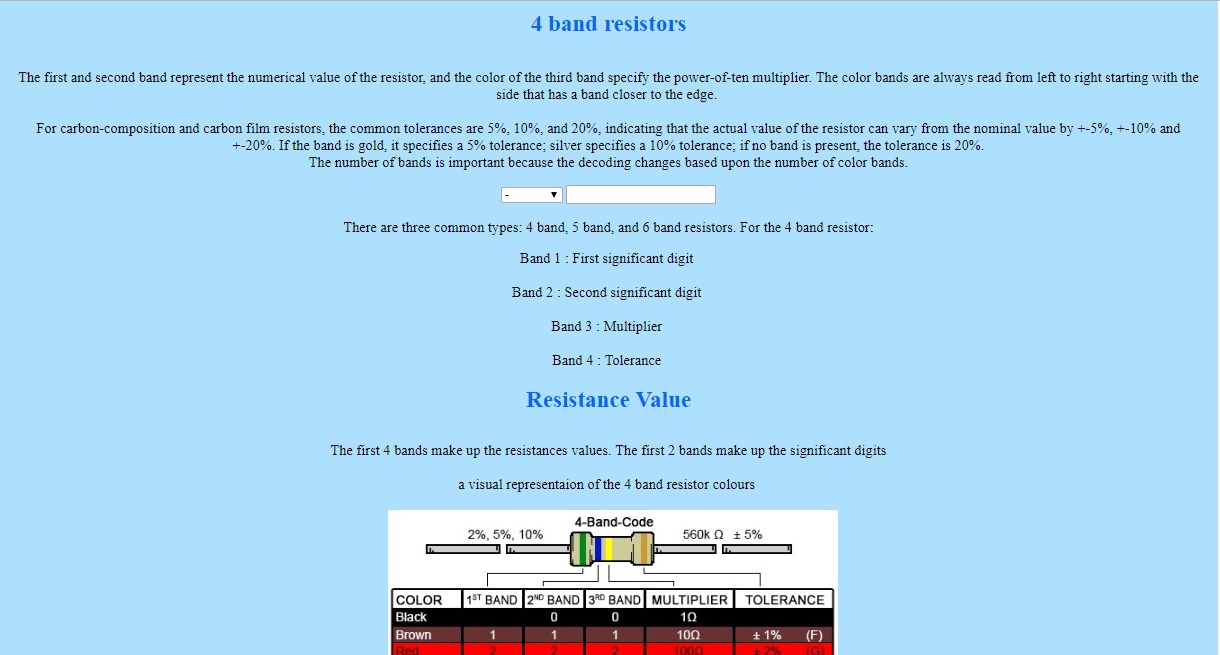 4 band resistors
The first and second band represent the numerical value of the resistor, and the color of the third band specify the power-of-ten multiplier. The color bands are always read from left to right starting with the
side that has a band closer to the edge.
For carbon-composition and carbon film resistors, the common tolerances are 5%, 10%, and 20%, indicating that the actual value of the resistor can vary from the nominal value by +-5%, +-10% and
+-20%. If the band is gold, it specifies a 5% tolerance; silver specifies a 10% tolerance; if no band is present, the tolerance is 20%.
The number of bands is important because the decoding changes based upon the number of color bands.
-
There are three common types: 4 band, 5 band, and 6 band resistors. For the 4 band resistor:
Band 1 : First significant digit
Band 2 : Second significant digit
Band 3 : Multiplier
Band 4 : Tolerance
Resistance Value
The first 4 bands make up the resistances values. The first 2 bands make up the significant digits
a visual representaion of the 4 band resistor colours
4-Band-Code
2%, 5%, 10% 560k Ω ± 5%
COLOR 1ST BAND 2ND BAND 3RD BAND MULTIPLIER TOLERANCE
Black 0 0 1Ω
Brown 1 1 1 10Ω ± 1% (F)
Red 2 2 2 100Ω ± 2% (G)